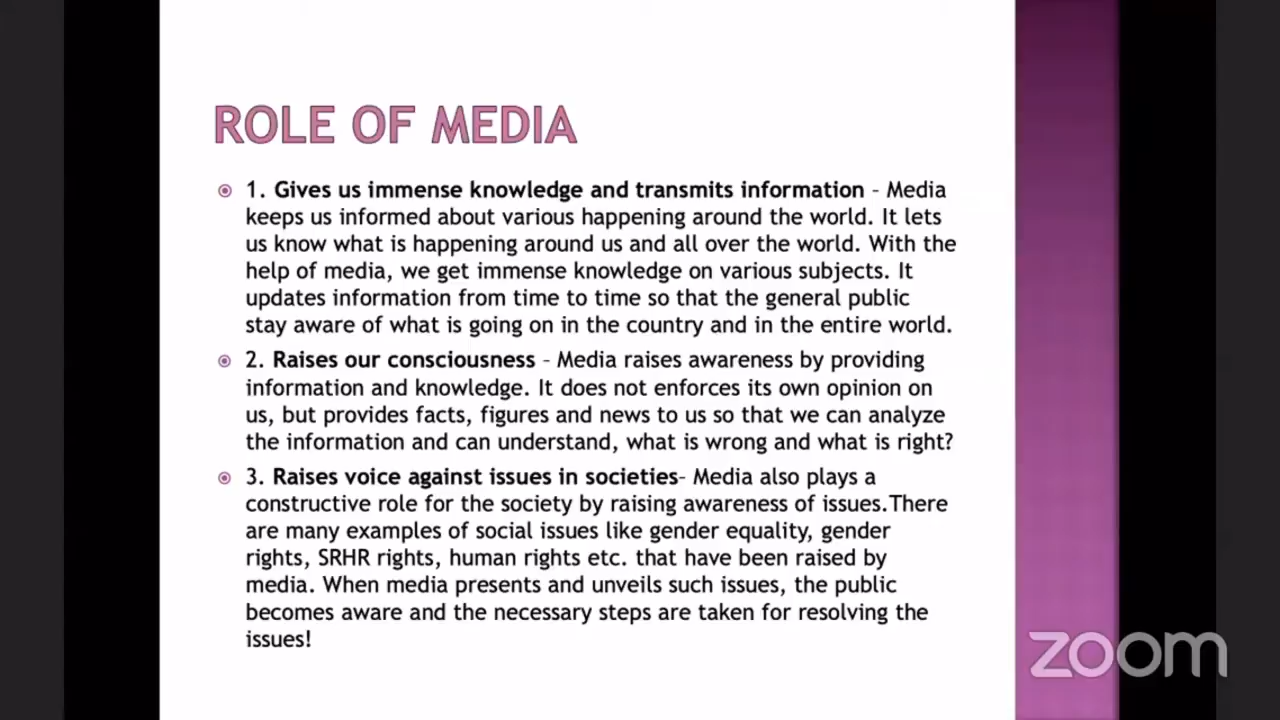 ROLE OF MEDIA
1. Gives us immense knowledge and transmits information – Media
keeps us informed about various happening around the world. It lets
us know what is happening around us and all over the world. With the
help of media, we get immense knowledge on various subjects. It
updates information from time to time so that the general public
stay aware of what is going on in the country and in the entire world.
2. Raises our consciousness – Media raises awareness by providing
information and knowledge. It does not enforces its own opinion on
us, but provides facts, figures and news to us so that we can analyze
the information and can understand, what is wrong and what is right?
3. Raises voice against issues in societies– Media also plays a
constructive role for the society by raising awareness of issues.There
are many examples of social issues like gender equality, gender
rights, SRHR rights, human rights etc. that have been raised by
media. When media presents and unveils such issues, the public
becomes aware and the necessary steps are taken for resolving the
issues!
zoom